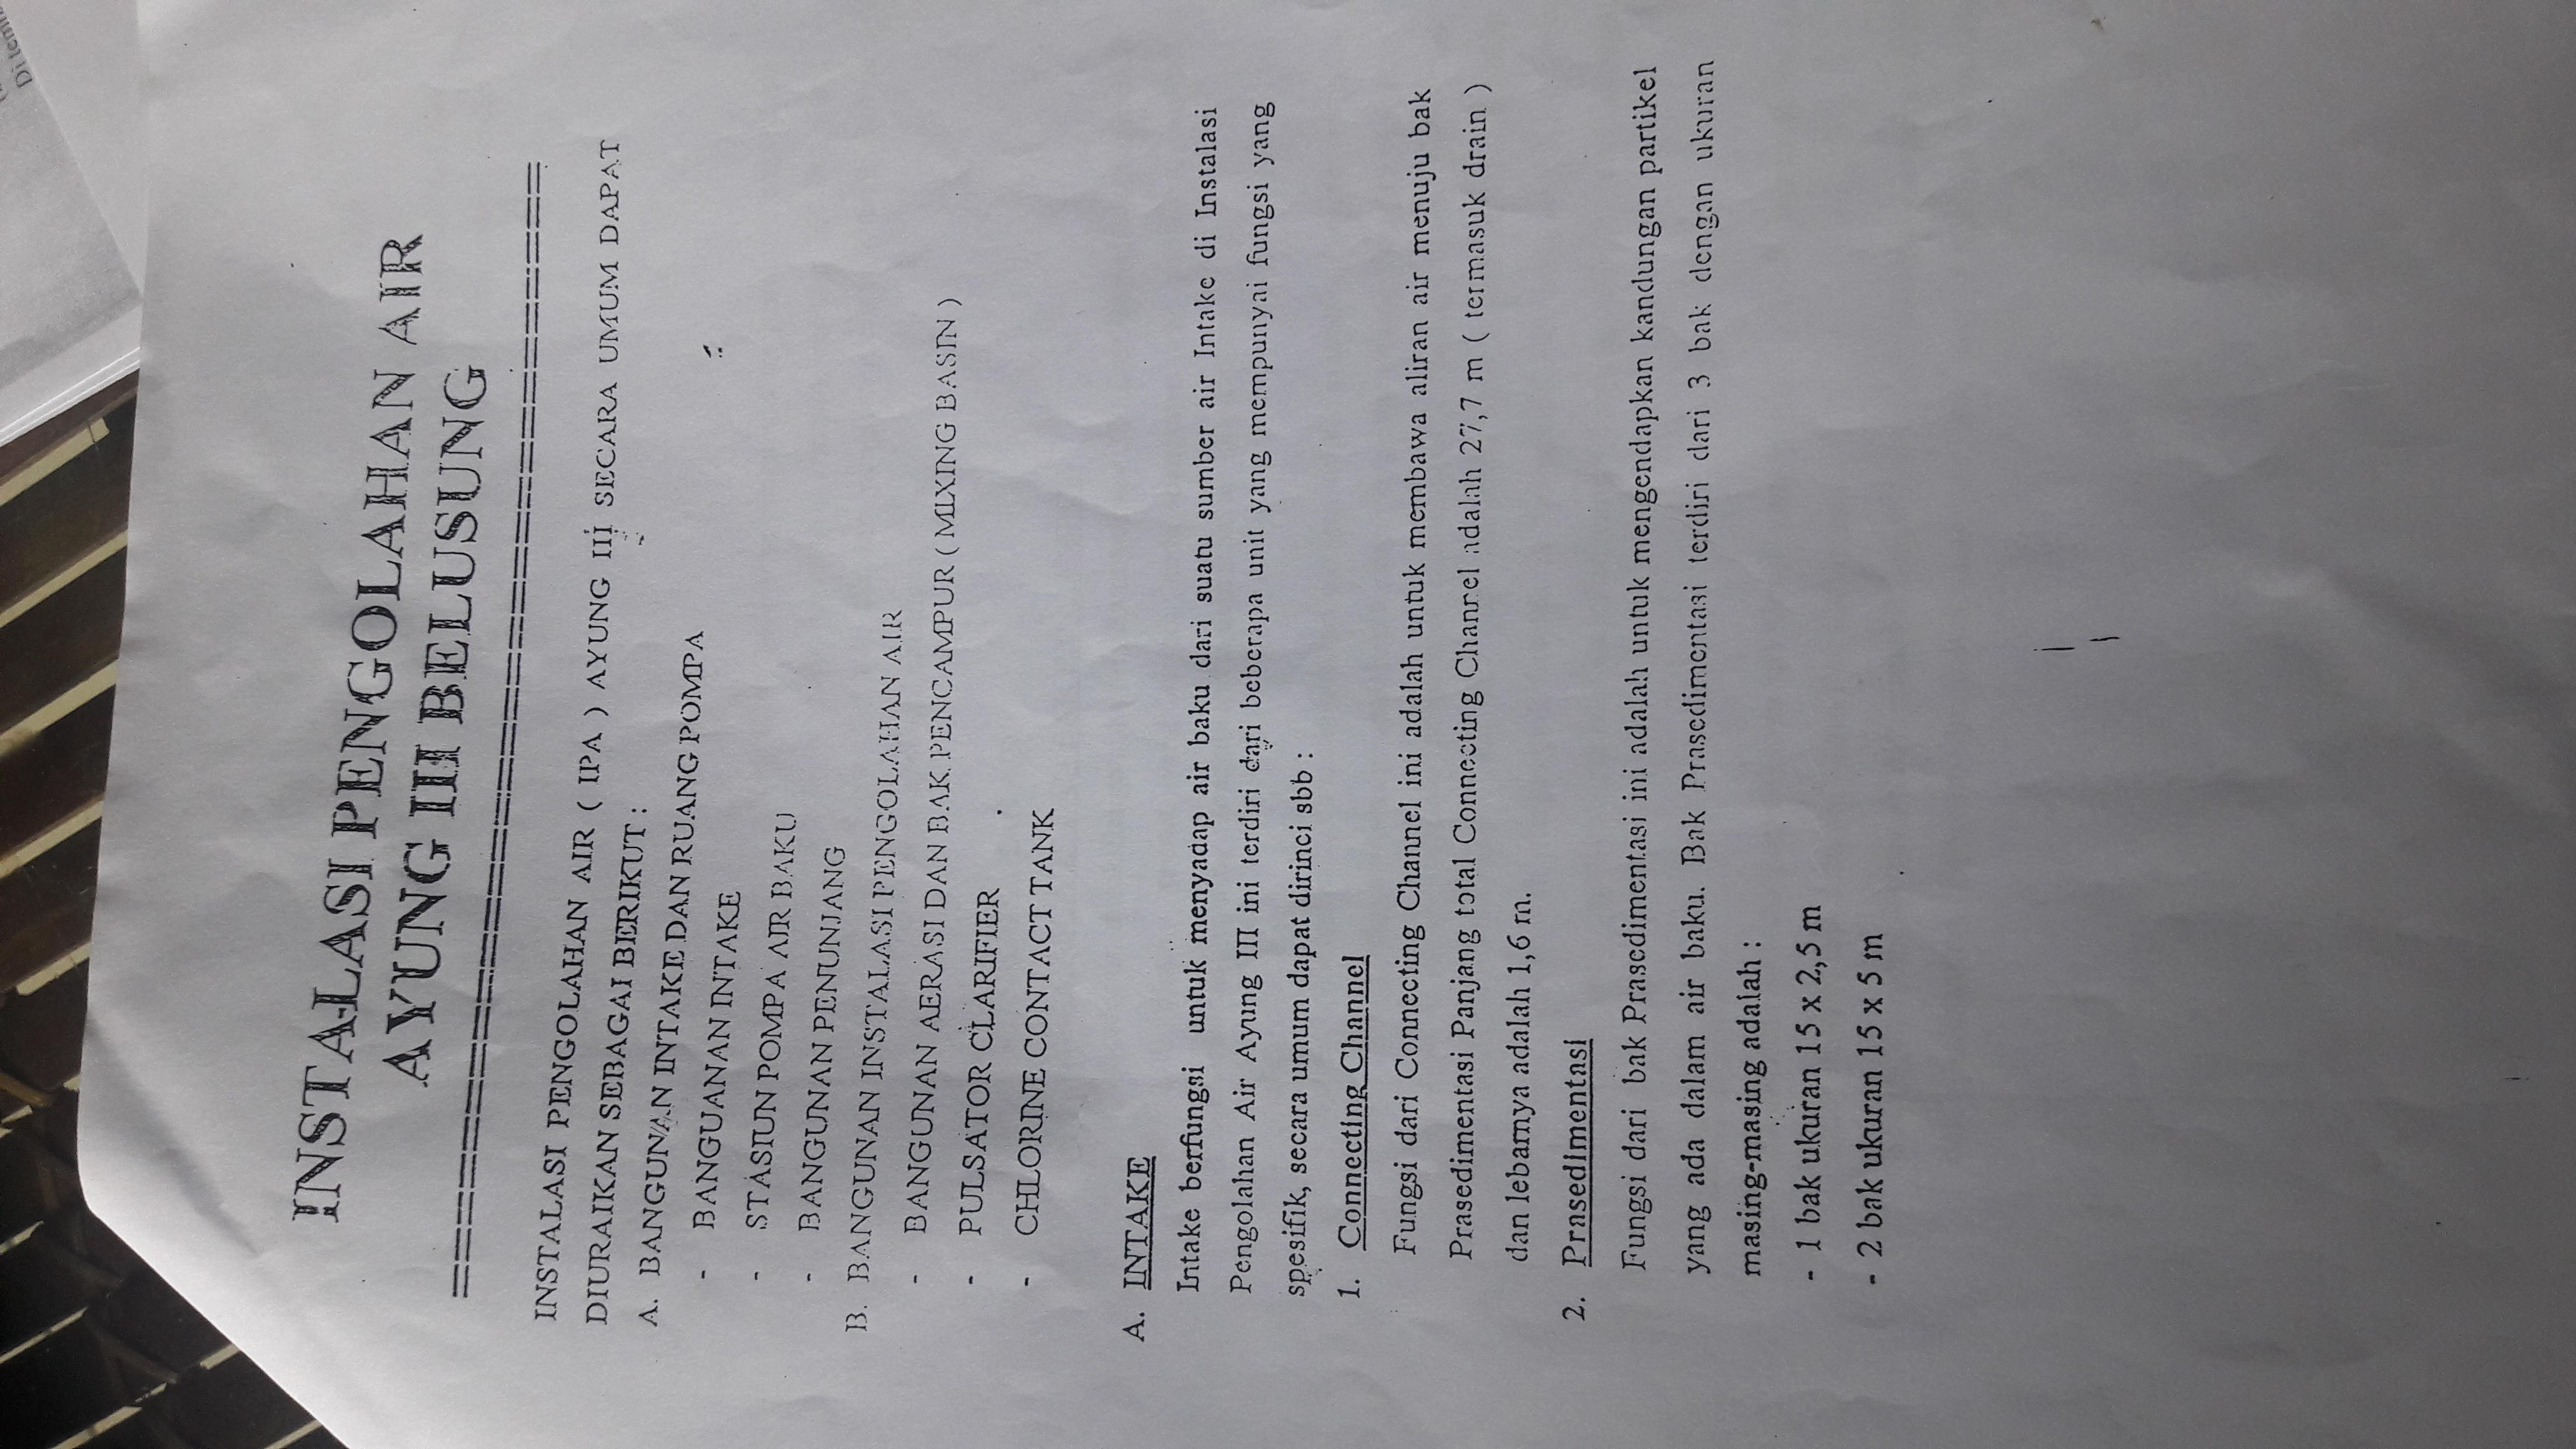 Di
INSTALASI PENGOLAHAN AIR
AYUNG III BELUSUNG
==================================================
INSTALASI PENGOLAHAN AIR ( IPA ) AYUNG III SECARA UMUM DAPAT
DIURAIKAN SEBAGAI BERIKUT :
A. BANGUNAN INTAKE DAN RUANG POMPA
- BANGUANAN INTAKE
- STASIUN POMPA AIR BAKU
- BANGUNAN PENUNJANG
B. BANGUNAN INSTALASI PENGOLAHAN AIR
- BANGUNAN AERASI DAN BAK PENCAMPUR ( MIXING BASIN )
- PULSATOR CLARIFIER
- CHLORINE CONTACT TANK
A. INTAKE
Intake berfungsi untuk menyadap air baku dari suatu sumber air Intake di Instalasi
Pengolahan Air Ayung III ini terdiri dari beberapa unit yang mempunyai fungsi yang
spesifik, secara umum dapat dirinci sbb :
1. Connecting Channel
Fungsi dari Connecting Channel ini adalah untuk membawa aliran air menuju bak
Prasedimentasi Panjang total Connecting Channel adalah 27,7 m ( termasuk drain )
dan lebarnya adalah 1,6 m.
2. Prasedimentasi
Fungsi dari bak Prasedimentasi ini adalah untuk mengendapkan kandungan partikel
yang ada dalam air baku. Bak Prasedimentasi terdiri dari 3 bak dengan ukuran
masing-masing adalah :
- 1 bak ukuran 15 x 2,5 m
- 2 bak ukuran 15 x 5 m